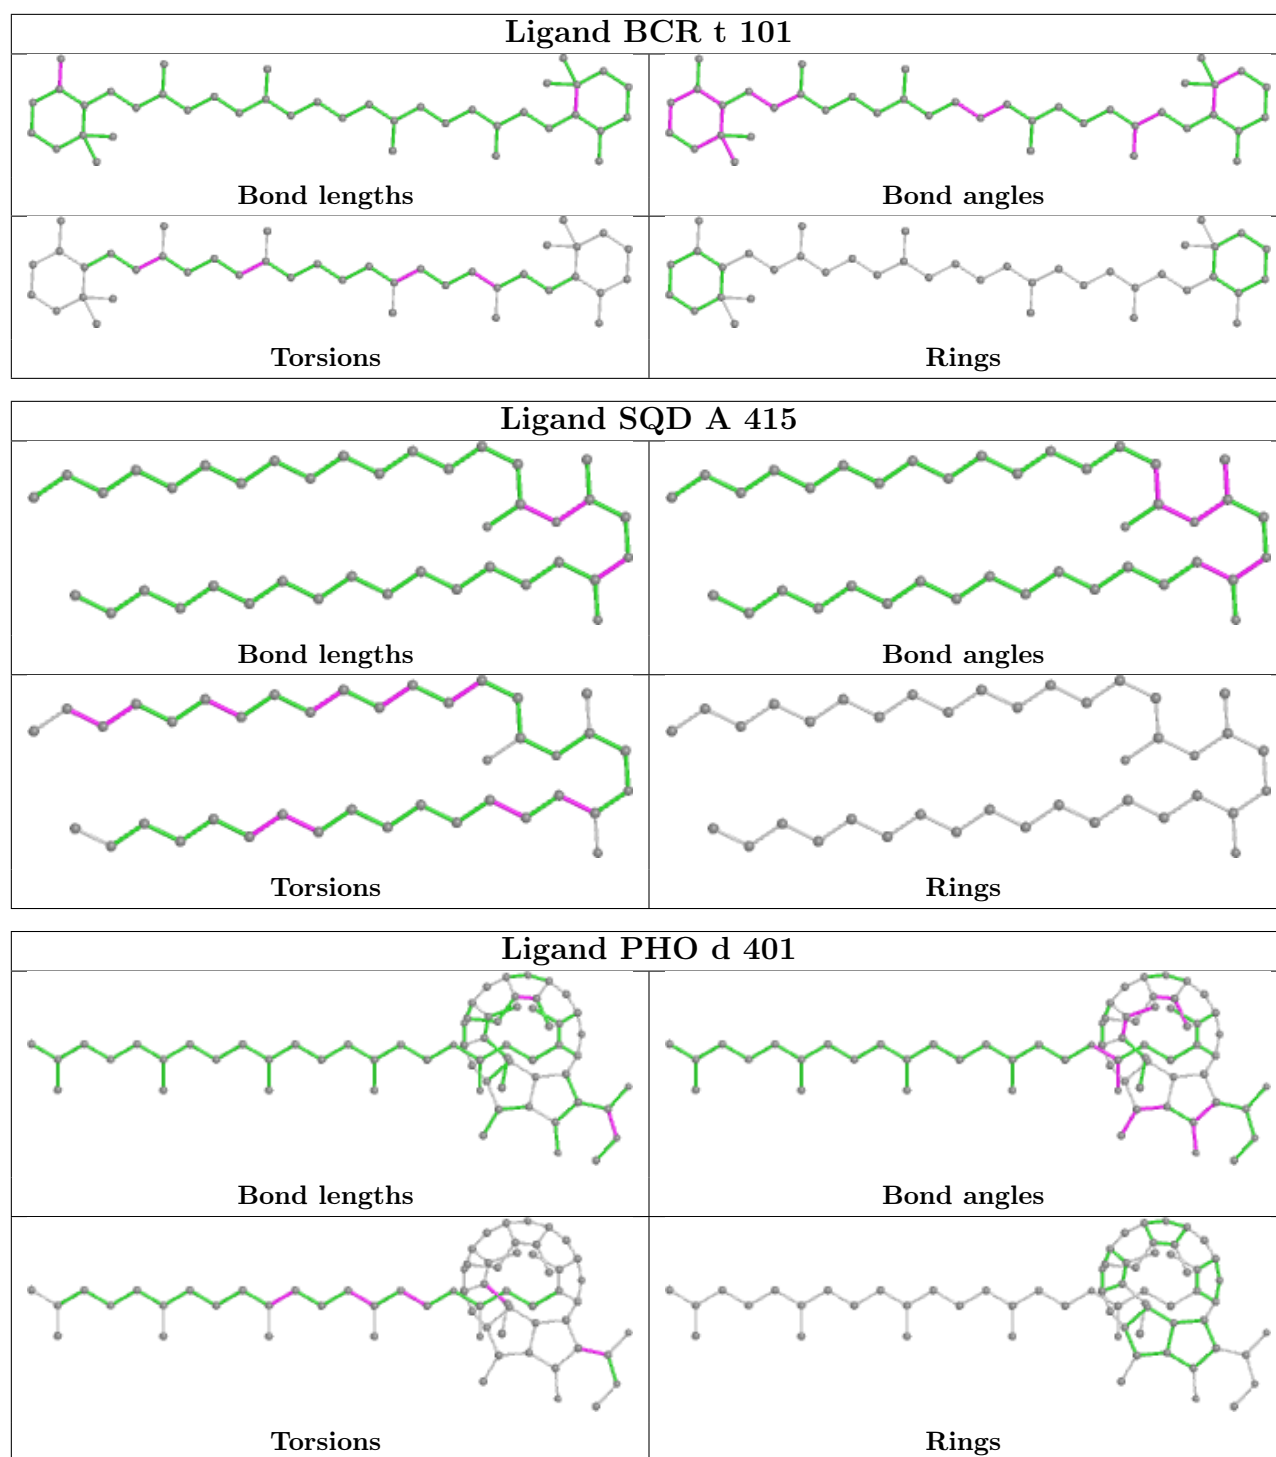 Ligand BCR t 101
Bond lengths
Bond angles
Torsions
Rings
Ligand SQD A 415
Bond lengths
Bond angles
Torsions
Rings
Ligand PHO d 401
Bond lengths
Bond angles
Torsions
Rings